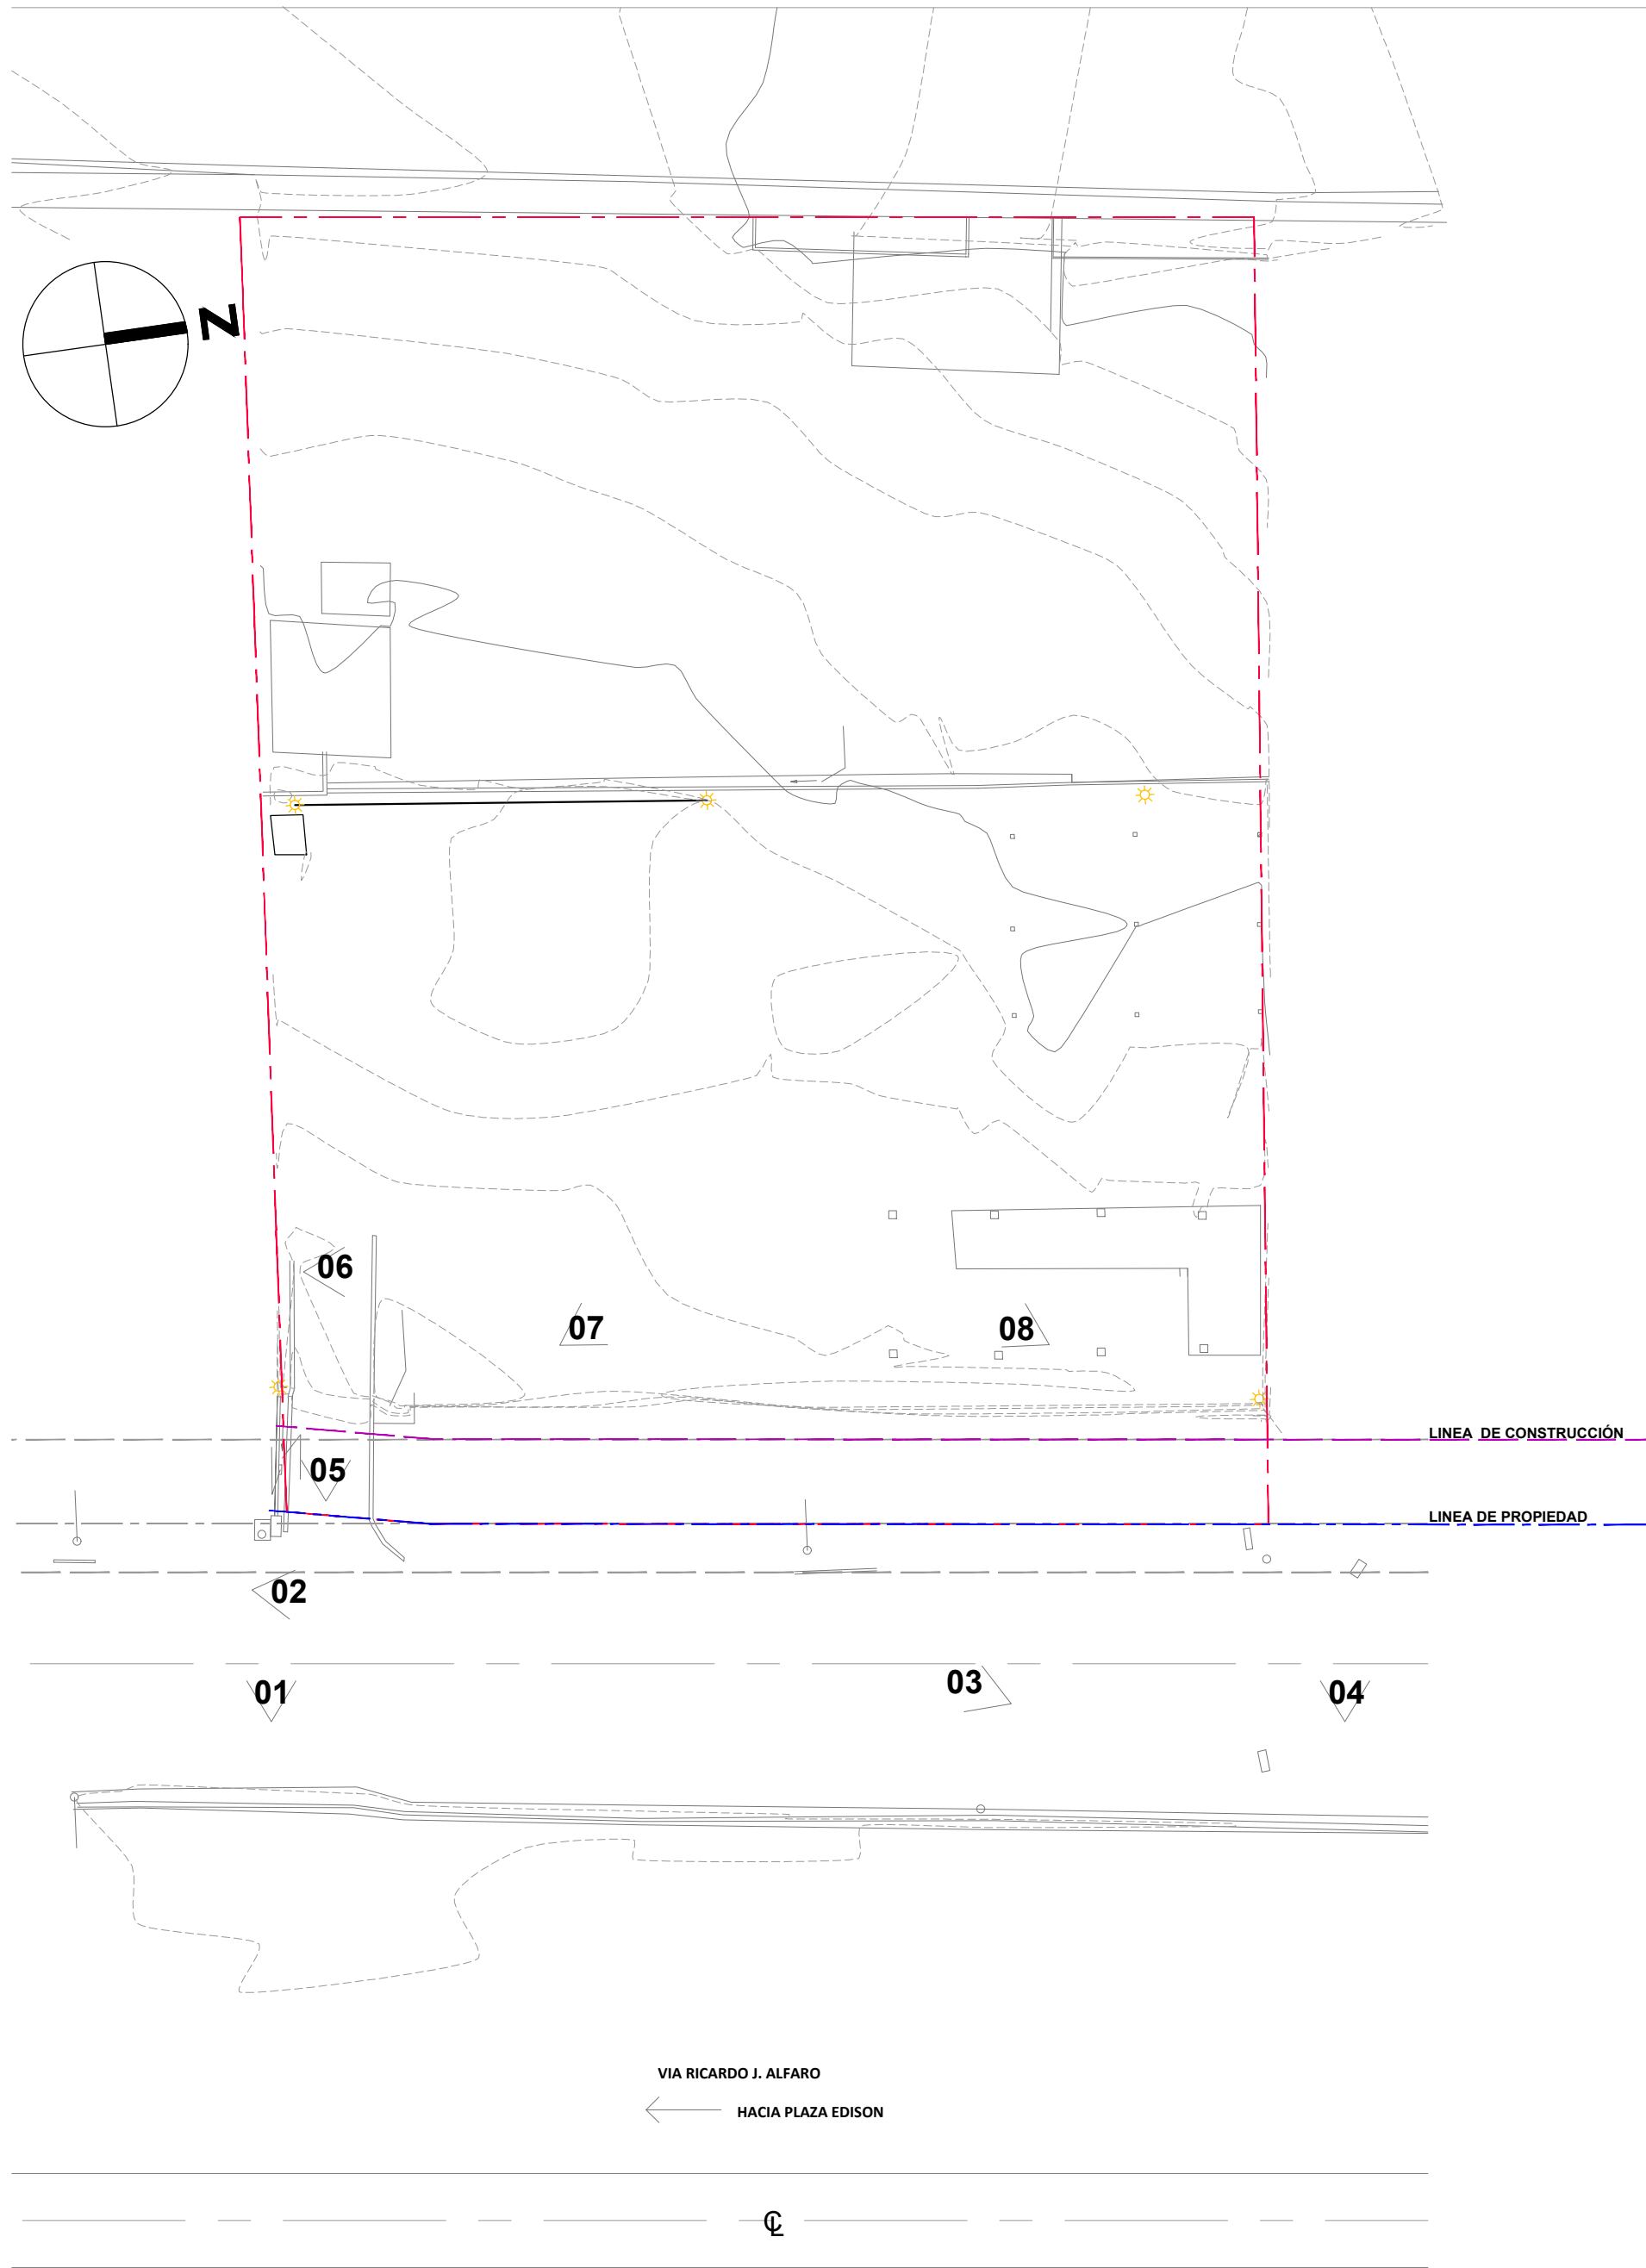 N
06
07
08
LINEA  DE CONSTRUCCIÓN
05
LINEA DE PROPIEDAD
02
01
03
04
VIA RICARDO J. ALFARO
HACIA PLAZA EDISON
℄